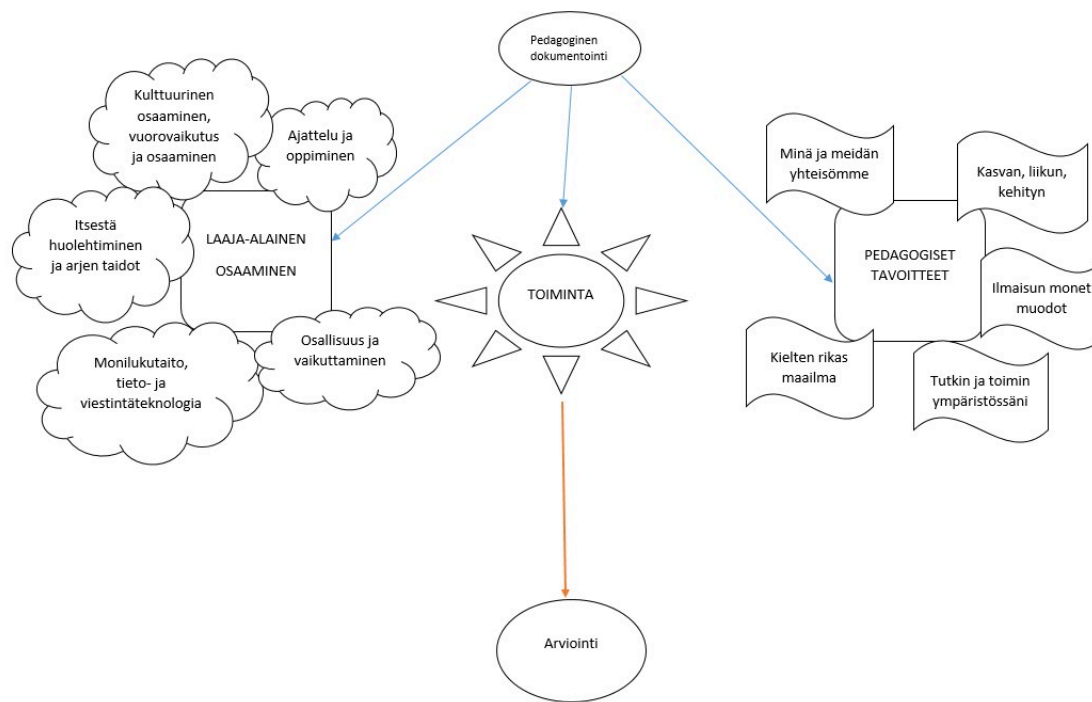 Pedagoginen
dokumentointi
Kulttuurinen
osaaminen,
vuorovaikutus
ja osaaminen
Ajattelu ja
oppiminen
Itsestä
huolehtiminen
ja arjen taidot
LAAJA-ALAINEN
OSAAMINEN
Monilukutaito,
tieto- ja
viestintäteknologia
Osallisuus ja
vaikuttaminen
TOIMINTA
Minä ja meidän
yhteisömme
Kasvan, liikun,
kehityn
PEDAGOGISET
TAVOITTEET
Ilmaisun monet
muodot
Kielten rikas
maailma
Tutkin ja toimin
ympäristössäni
Arviointi